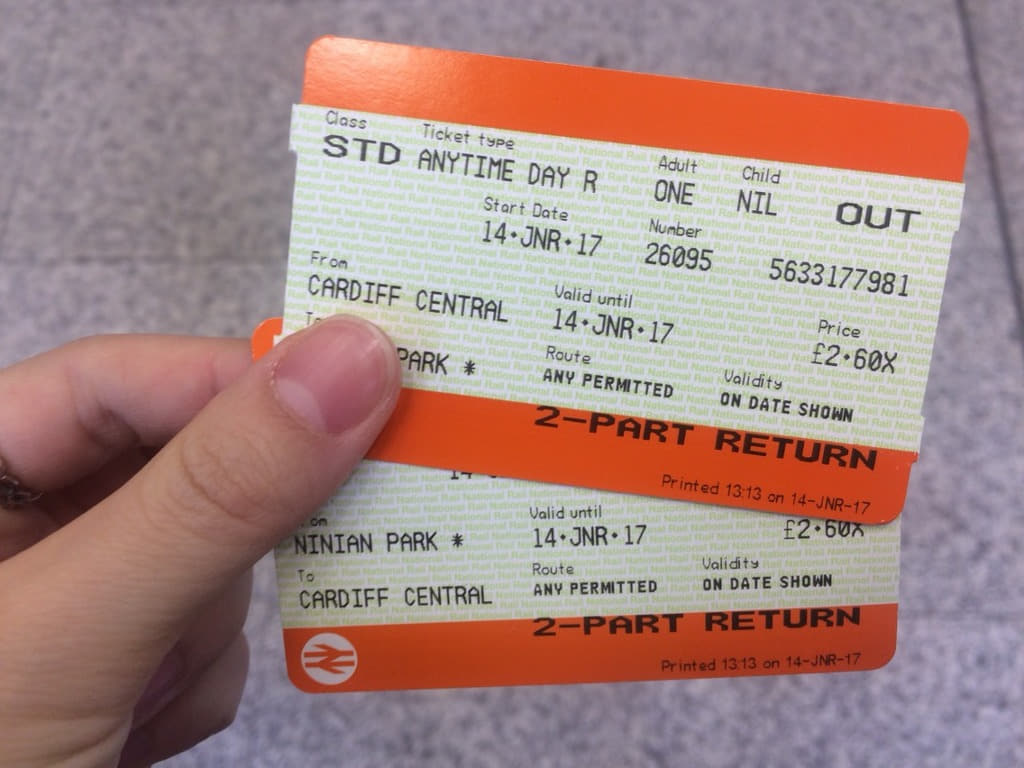 Class Ticket type Adult Child
STD ANYTIME DAY R ONE NIL OUT
Start Date Number
14·JNR·17 26095 5633177981
From Valid until Price
CARDIFF CENTRAL 14·JNR·17 £2·60X
Route Validity
PARK * ANY PERMITTED ON DATE SHOWN
2-PART RETURN
Printed 13:13 on 14-JNR-17
Valid until
NINIAN PARK * 14·JNR·17 £2·60X
To Route Validity
CARDIFF CENTRAL ANY PERMITTED ON DATE SHOWN
2-PART RETURN
Printed 13:13 on 14-JNR-17